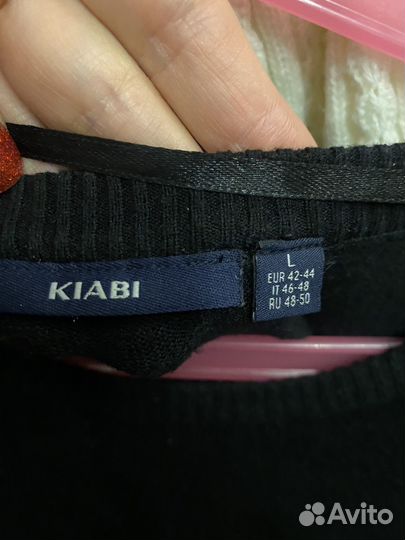 KIABI
L
EUR 42-44
IT 46-48
RU 48-50
Avito